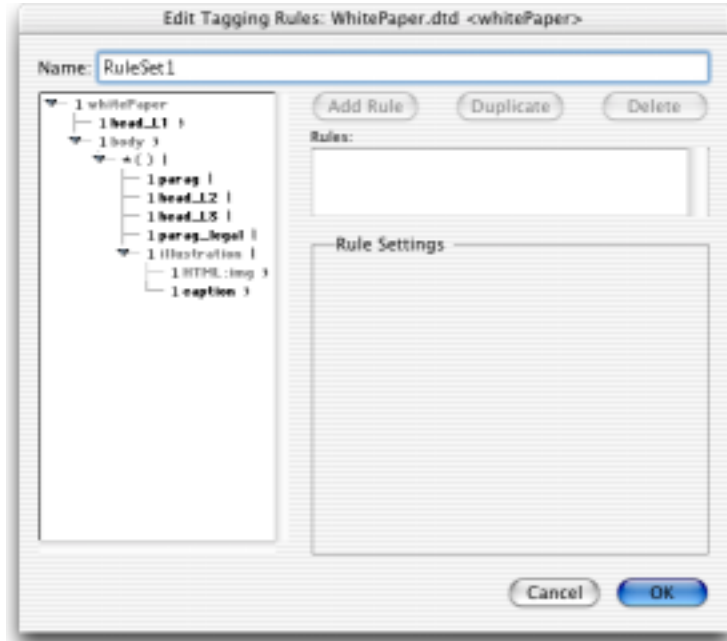 Edit Tagging Rules: WhitePaper.dtd <whitePaper>
Name: RuleSet1
1 whitePaper
1 head_L1 ,
1 body ,
*( ) |
1 parag |
1 head_L2 |
1 head_L3 |
1 parag_legal |
1 illustration |
1 HTML:img ,
1 caption ,
Add Rule Duplicate Delete
Rules:
Rule Settings
Cancel OK